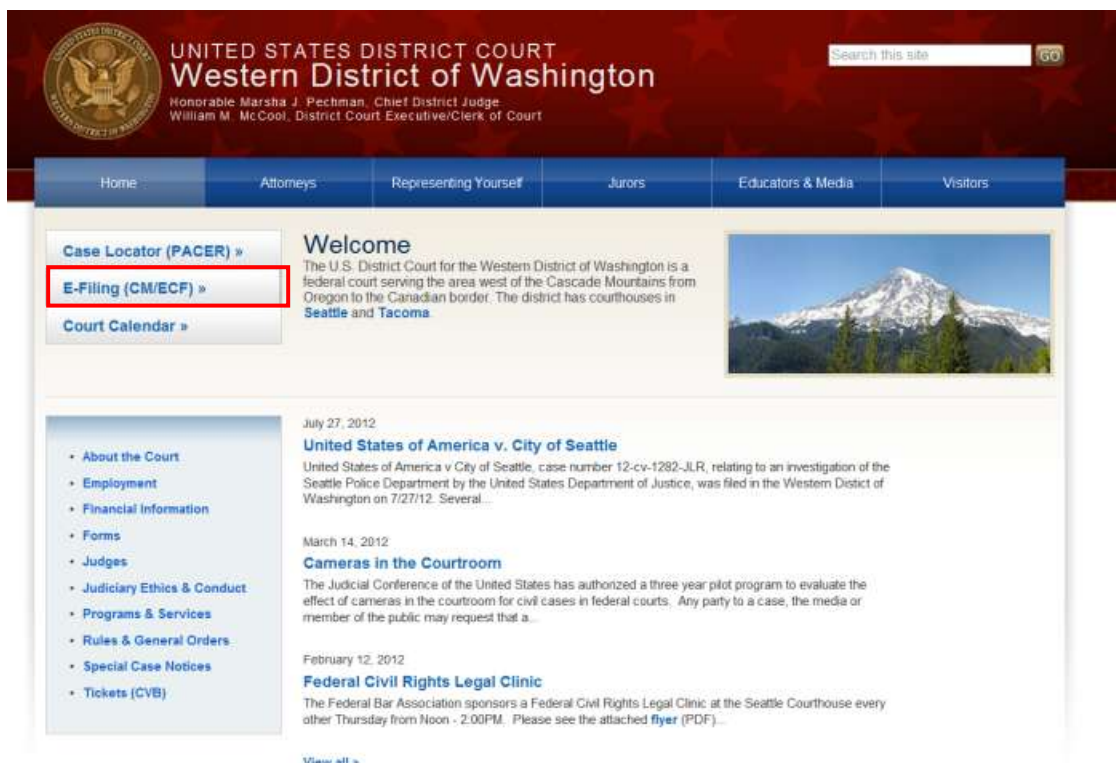 UNITED STATES DISTRICT COURT
Western District of Washington
Honorable Marsha J. Pechman, Chief District Judge
William M. McCool, District Court Executive/Clerk of Court
Search this site
GO
Home
Attorneys
Representing Yourself
Jurors
Educators & Media
Visitors
Case Locator (PACER) »
E-Filing (CM/ECF) »
Court Calendar »
Welcome
The U.S. District Court for the Western District of Washington is a
federal court serving the area west of the Cascade Mountains from
Oregon to the Canadian border. The district has courthouses in
Seattle and Tacoma.
• About the Court
• Employment
• Financial Information
• Forms
• Judges
• Judiciary Ethics & Conduct
• Programs & Services
• Rules & General Orders
• Special Case Notices
• Tickets (CVB)
July 27, 2012
United States of America v. City of Seattle
United States of America v City of Seattle, case number 12-cv-1282-JLR, relating to an investigation of the
Seattle Police Department by the United States Department of Justice, was filed in the Western Distict of
Washington on 7/27/12. Several...
March 14, 2012
Cameras in the Courtroom
The Judicial Conference of the United States has authorized a three year pilot program to evaluate the
effect of cameras in the courtroom for civil cases in federal courts. Any party to a case, the media or
member of the public may request that a...
February 12, 2012
Federal Civil Rights Legal Clinic
The Federal Bar Association sponsors a Federal Civil Rights Legal Clinic at the Seattle Courthouse every
other Thursday from Noon - 2:00PM. Please see the attached flyer (PDF)...
View all »